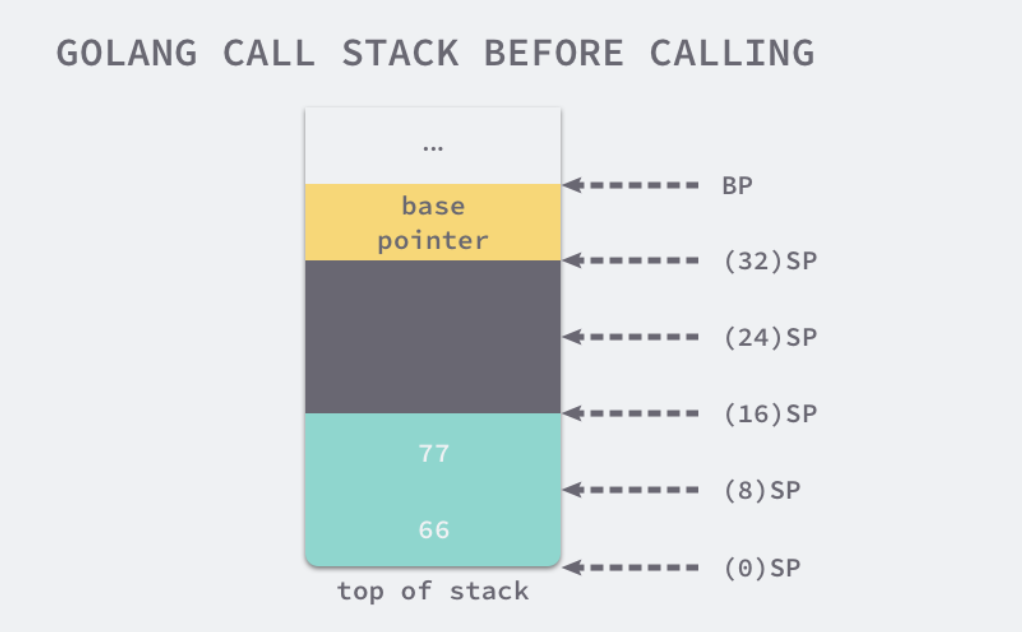 GOLANG CALL STACK BEFORE CALLING
...
BP
base
pointer
(32)SP
(24)SP
(16)SP
77
(8)SP
66
(0)SP
top of stack